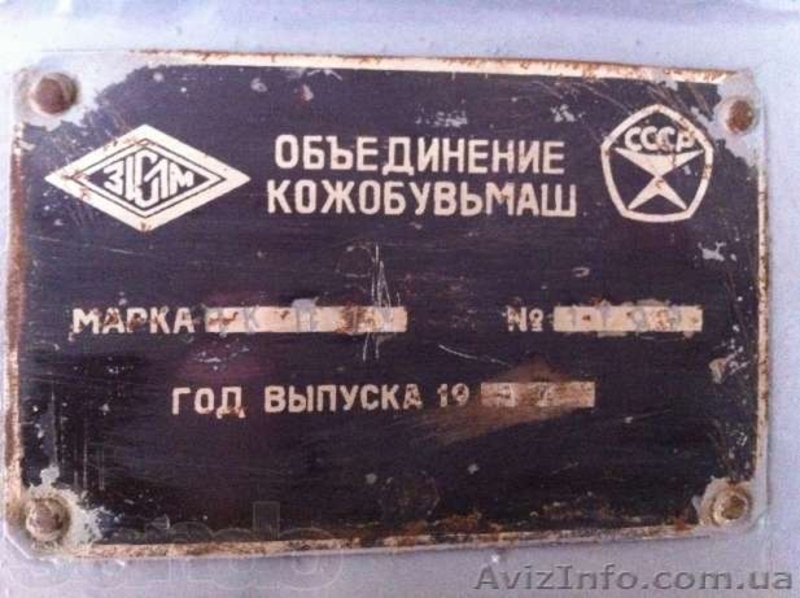 ОБЪЕДИНЕНИЕ
КОЖОБУВЬМАШ
СССР
МАРКА
№
ГОД ВЫПУСКА 19
AvizInfo.com.ua